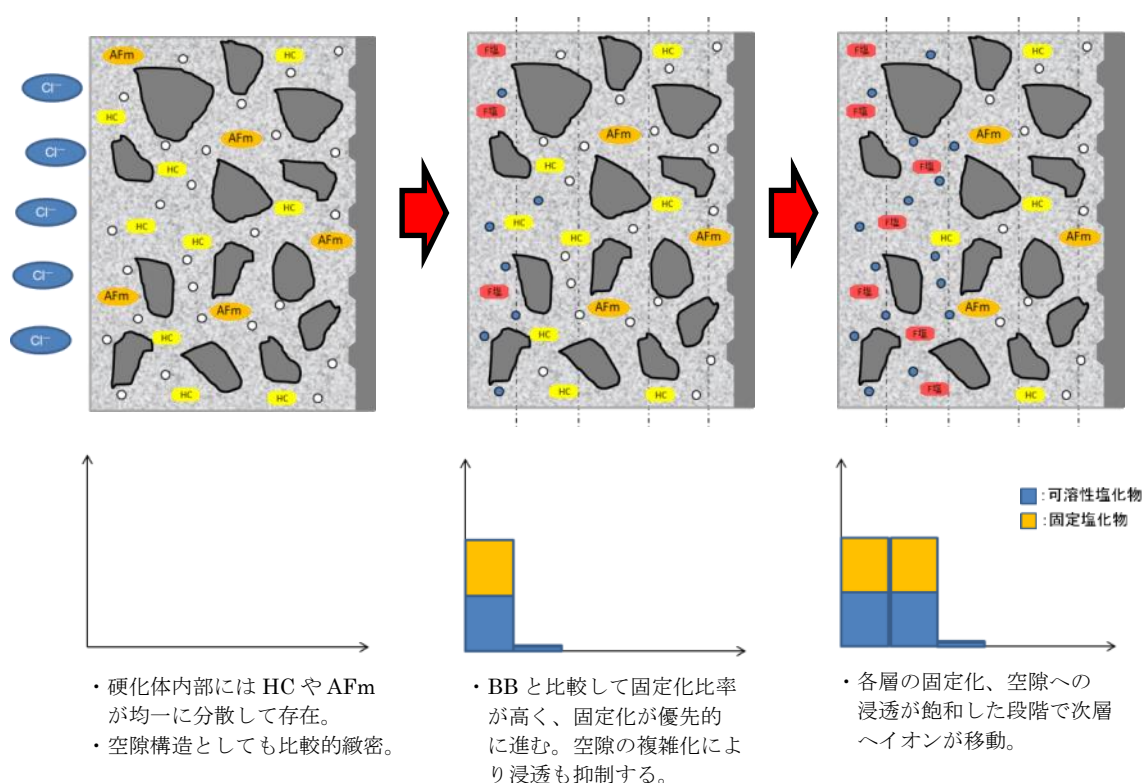 AFm
HC
Cl⁻
HC
AFm
Cl⁻
HC
HC
Cl⁻
HC
HC
AFm
Cl⁻
AFm
AFm
Cl⁻
HC
HC
HC
F塩
HC
F塩
AFm
HC
HC
HC
HC
AFm
F塩
AFm
HC
HC
HC
F塩
HC
F塩
AFm
F塩
HC
F塩
HC
AFm
F塩
AFm
F塩
F塩
HC
:可溶性塩化物
:固定塩化物
・硬化体内部には HC や AFm
が均一に分散して存在。
・空隙構造としても比較的緻密。
・BB と比較して固定化比率
が高く、固定化が優先的
に進む。空隙の複雑化によ
り浸透も抑制する。
・各層の固定化、空隙への
浸透が飽和した段階で次層
へイオンが移動。